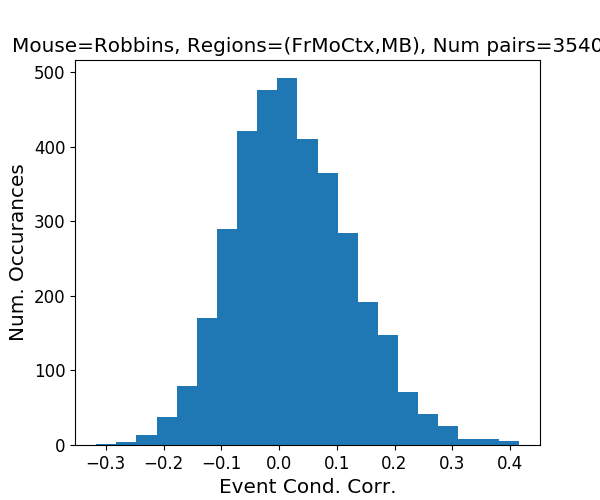 Mouse=Robbins, Regions=(FrMoCtx,MB), Num pairs=3540
500
400
300
200
100
0
Num. Occurances
−0.3 −0.2 −0.1 0.0 0.1 0.2 0.3 0.4
Event Cond. Corr.